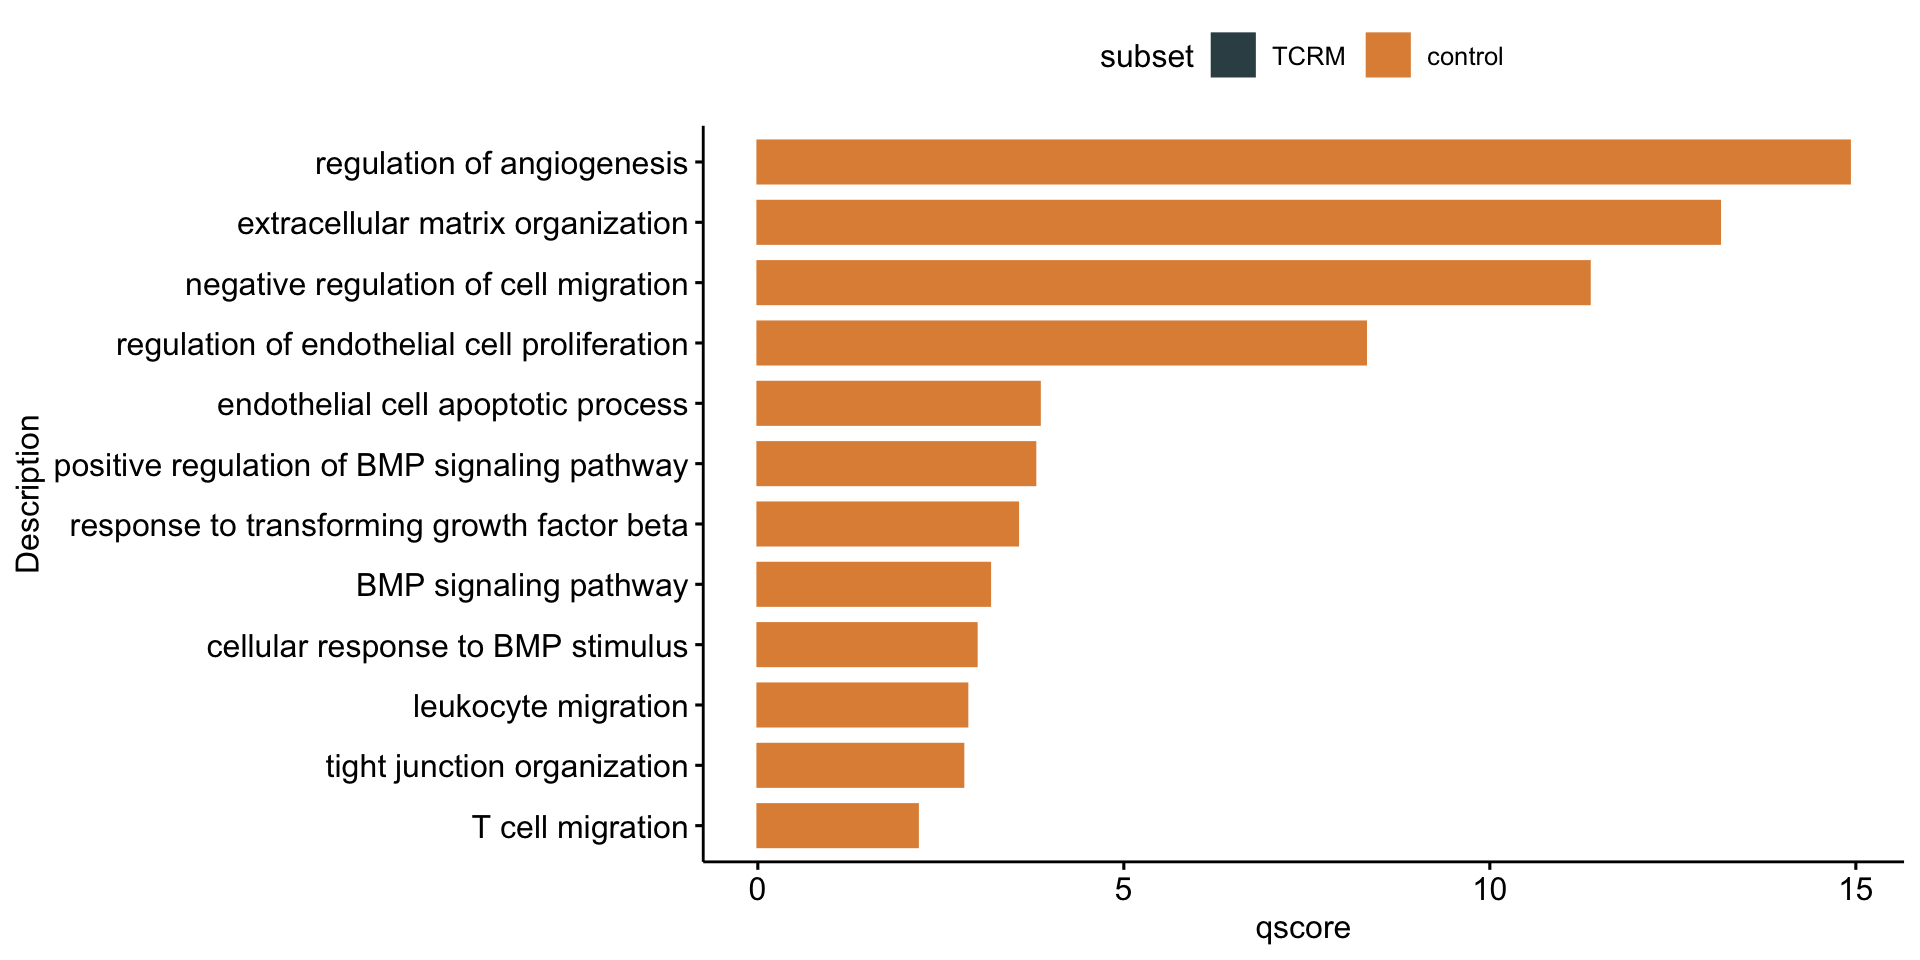 subset TCRM control
regulation of angiogenesis
extracellular matrix organization
negative regulation of cell migration
regulation of endothelial cell proliferation
endothelial cell apoptotic process
positive regulation of BMP signaling pathway
response to transforming growth factor beta
BMP signaling pathway
cellular response to BMP stimulus
leukocyte migration
tight junction organization
T cell migration
Description
0 5 10 15
qscore